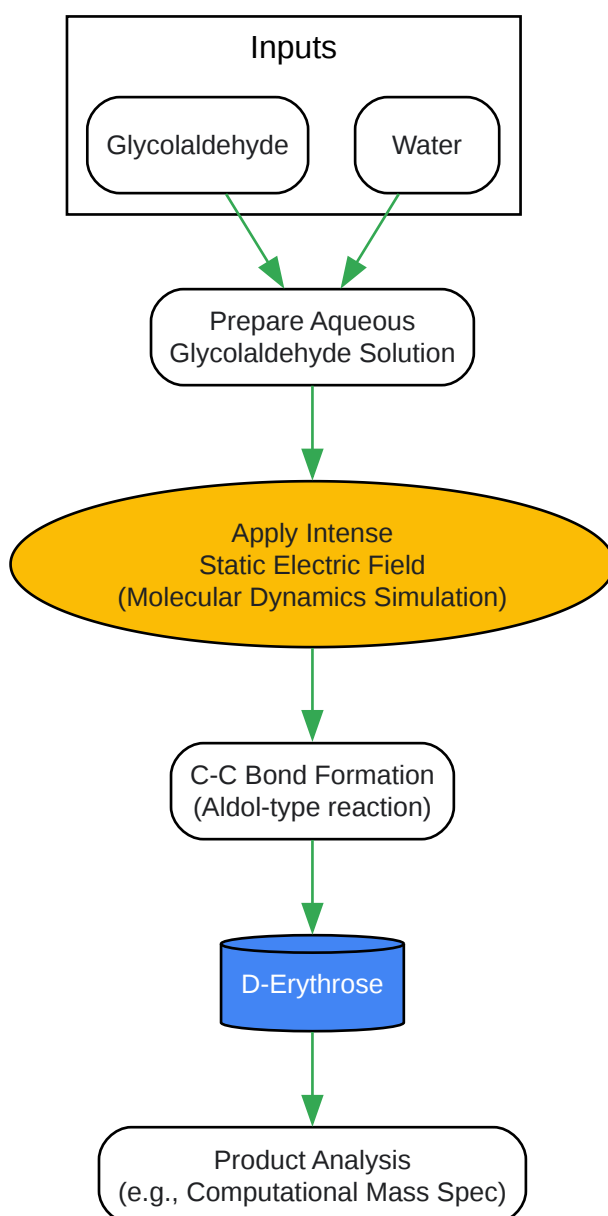 Inputs
Glycolaldehyde
Water
Prepare Aqueous
Glycolaldehyde Solution
Apply Intense
Static Electric Field
(Molecular Dynamics Simulation)
C-C Bond Formation
(Aldol-type reaction)
D-Erythrose
Product Analysis
(e.g., Computational Mass Spec)